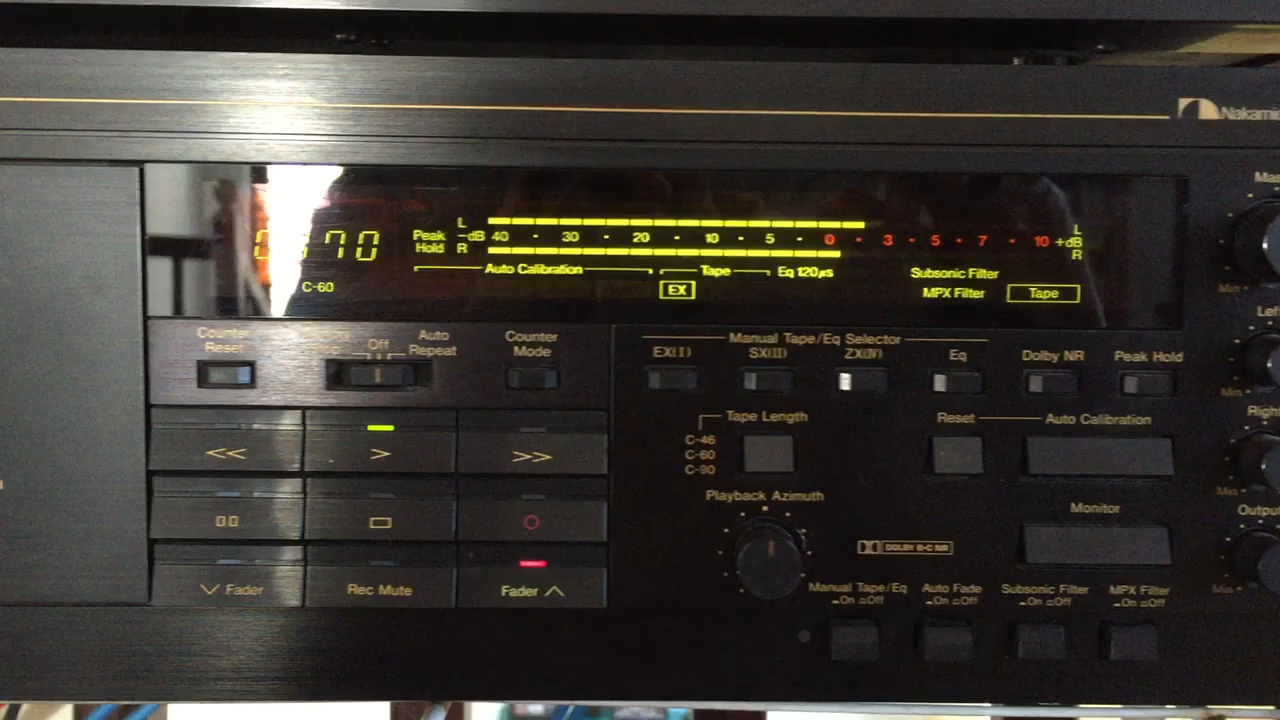 L
Peak -dB 40 30 20 10 5 0 3 5 7 10 +dB
Hold R
L
R
Auto Calibration Tape Eq 120µs Subsonic Filter
C-60 EX MPX Filter Tape
Counter Reset
Off
Auto Repeat
Counter Mode
Manual Tape/Eq Selector
EX(I) SX(II) ZX(IV) Eq Dolby NR Peak Hold
Tape Length Reset Auto Calibration
C-46
C-60
C-90
<< > >>
Playback Azimuth
Monitor
DOLBY B-C NR
Fader Rec Mute Fader
Manual Tape/Eq Auto Fade Subsonic Filter MPX Filter
On Off On Off On Off On Off
Min
Min
Min
Min
Output